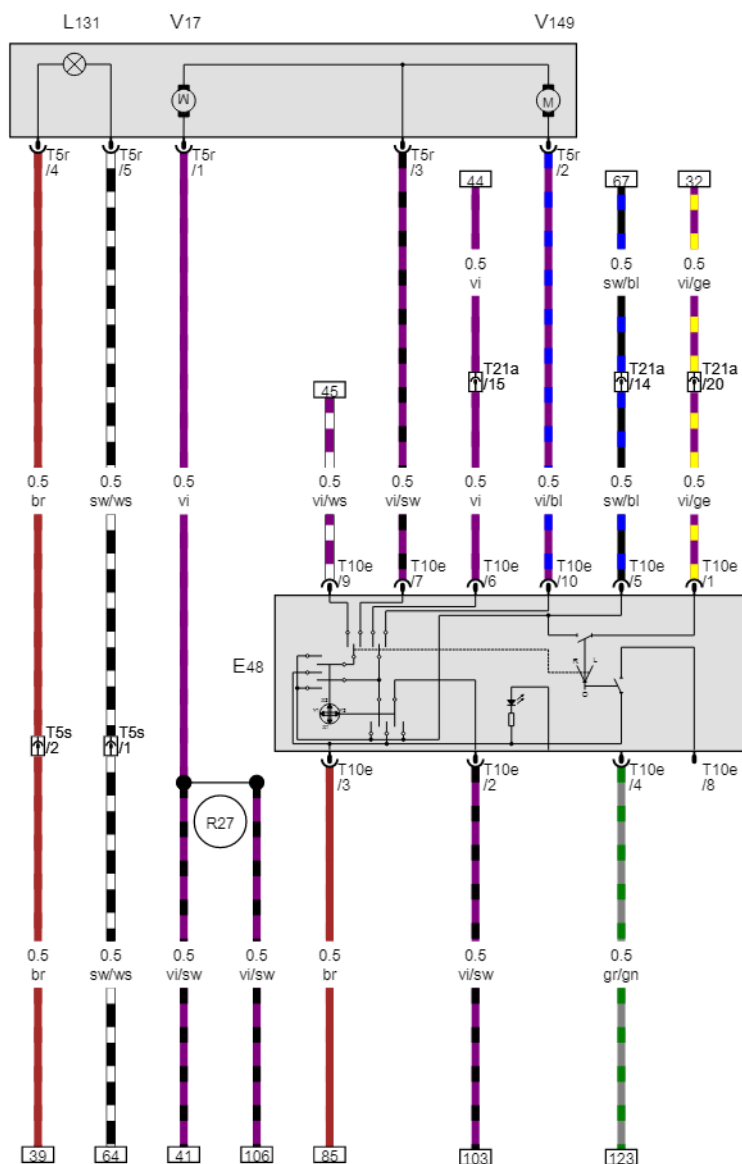 L131 V17 V149
M M
T5r /4
T5r /5
T5r /1
T5r /3
T5r /2
44 67 32
0.5 vi
0.5 sw/bl
0.5 vi/ge
T21a /15
T21a /14
T21a /20
45
0.5 br
0.5 sw/ws
0.5 vi
0.5 vi/ws
0.5 vi/sw
0.5 vi
0.5 vi/bl
0.5 sw/bl
0.5 vi/ge
T10e /9
T10e /7
T10e /6
T10e /10
T10e /5
T10e /1
E48
R L
T5s /2
T5s /1
T10e /3
T10e /2
T10e /4
T10e /8
R27
0.5 br
0.5 sw/ws
0.5 vi/sw
0.5 vi/sw
0.5 br
0.5 vi/sw
0.5 gr/gn
39 64 41 106 85 103 123